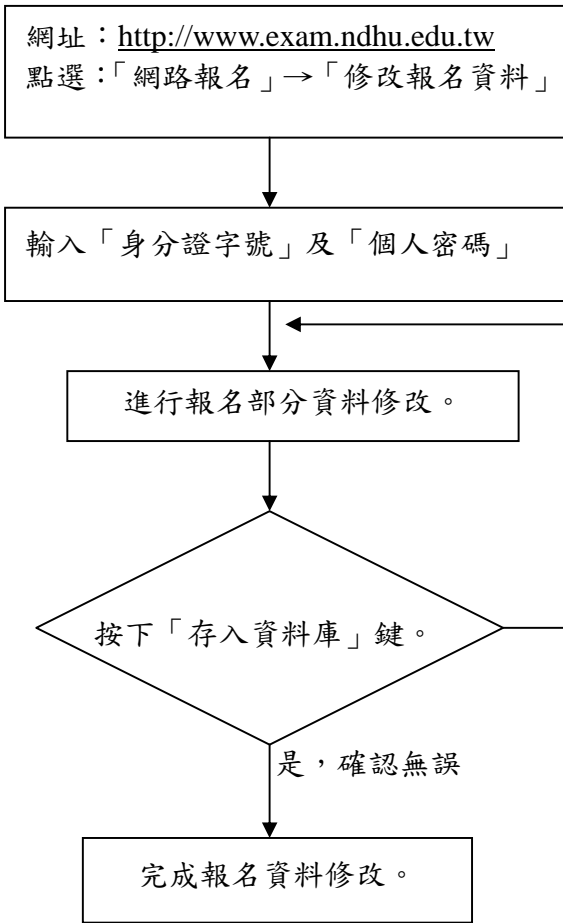 網址：http://www.exam.ndhu.edu.tw
點選：「網路報名」→「修改報名資料」
輸入「身分證字號」及「個人密碼」
進行報名部分資料修改。
按下「存入資料庫」鍵。
是，確認無誤
完成報名資料修改。